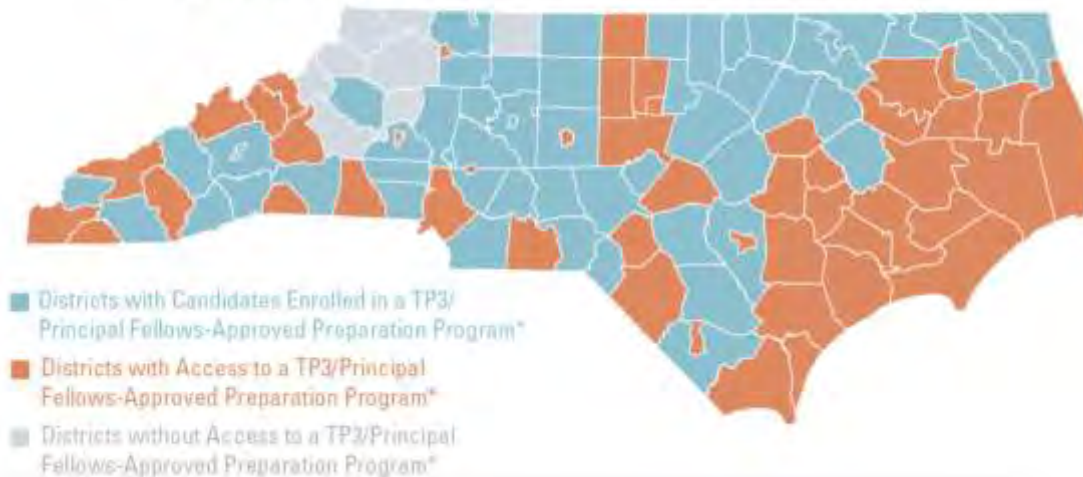 Districts with Candidates Enrolled in a TP3/
Principal Fellows-Approved Preparation Program*
Districts with Access to a TP3/Principal
Fellows-Approved Preparation Program*
Districts without Access to a TP3/Principal
Fellows-Approved Preparation Program*